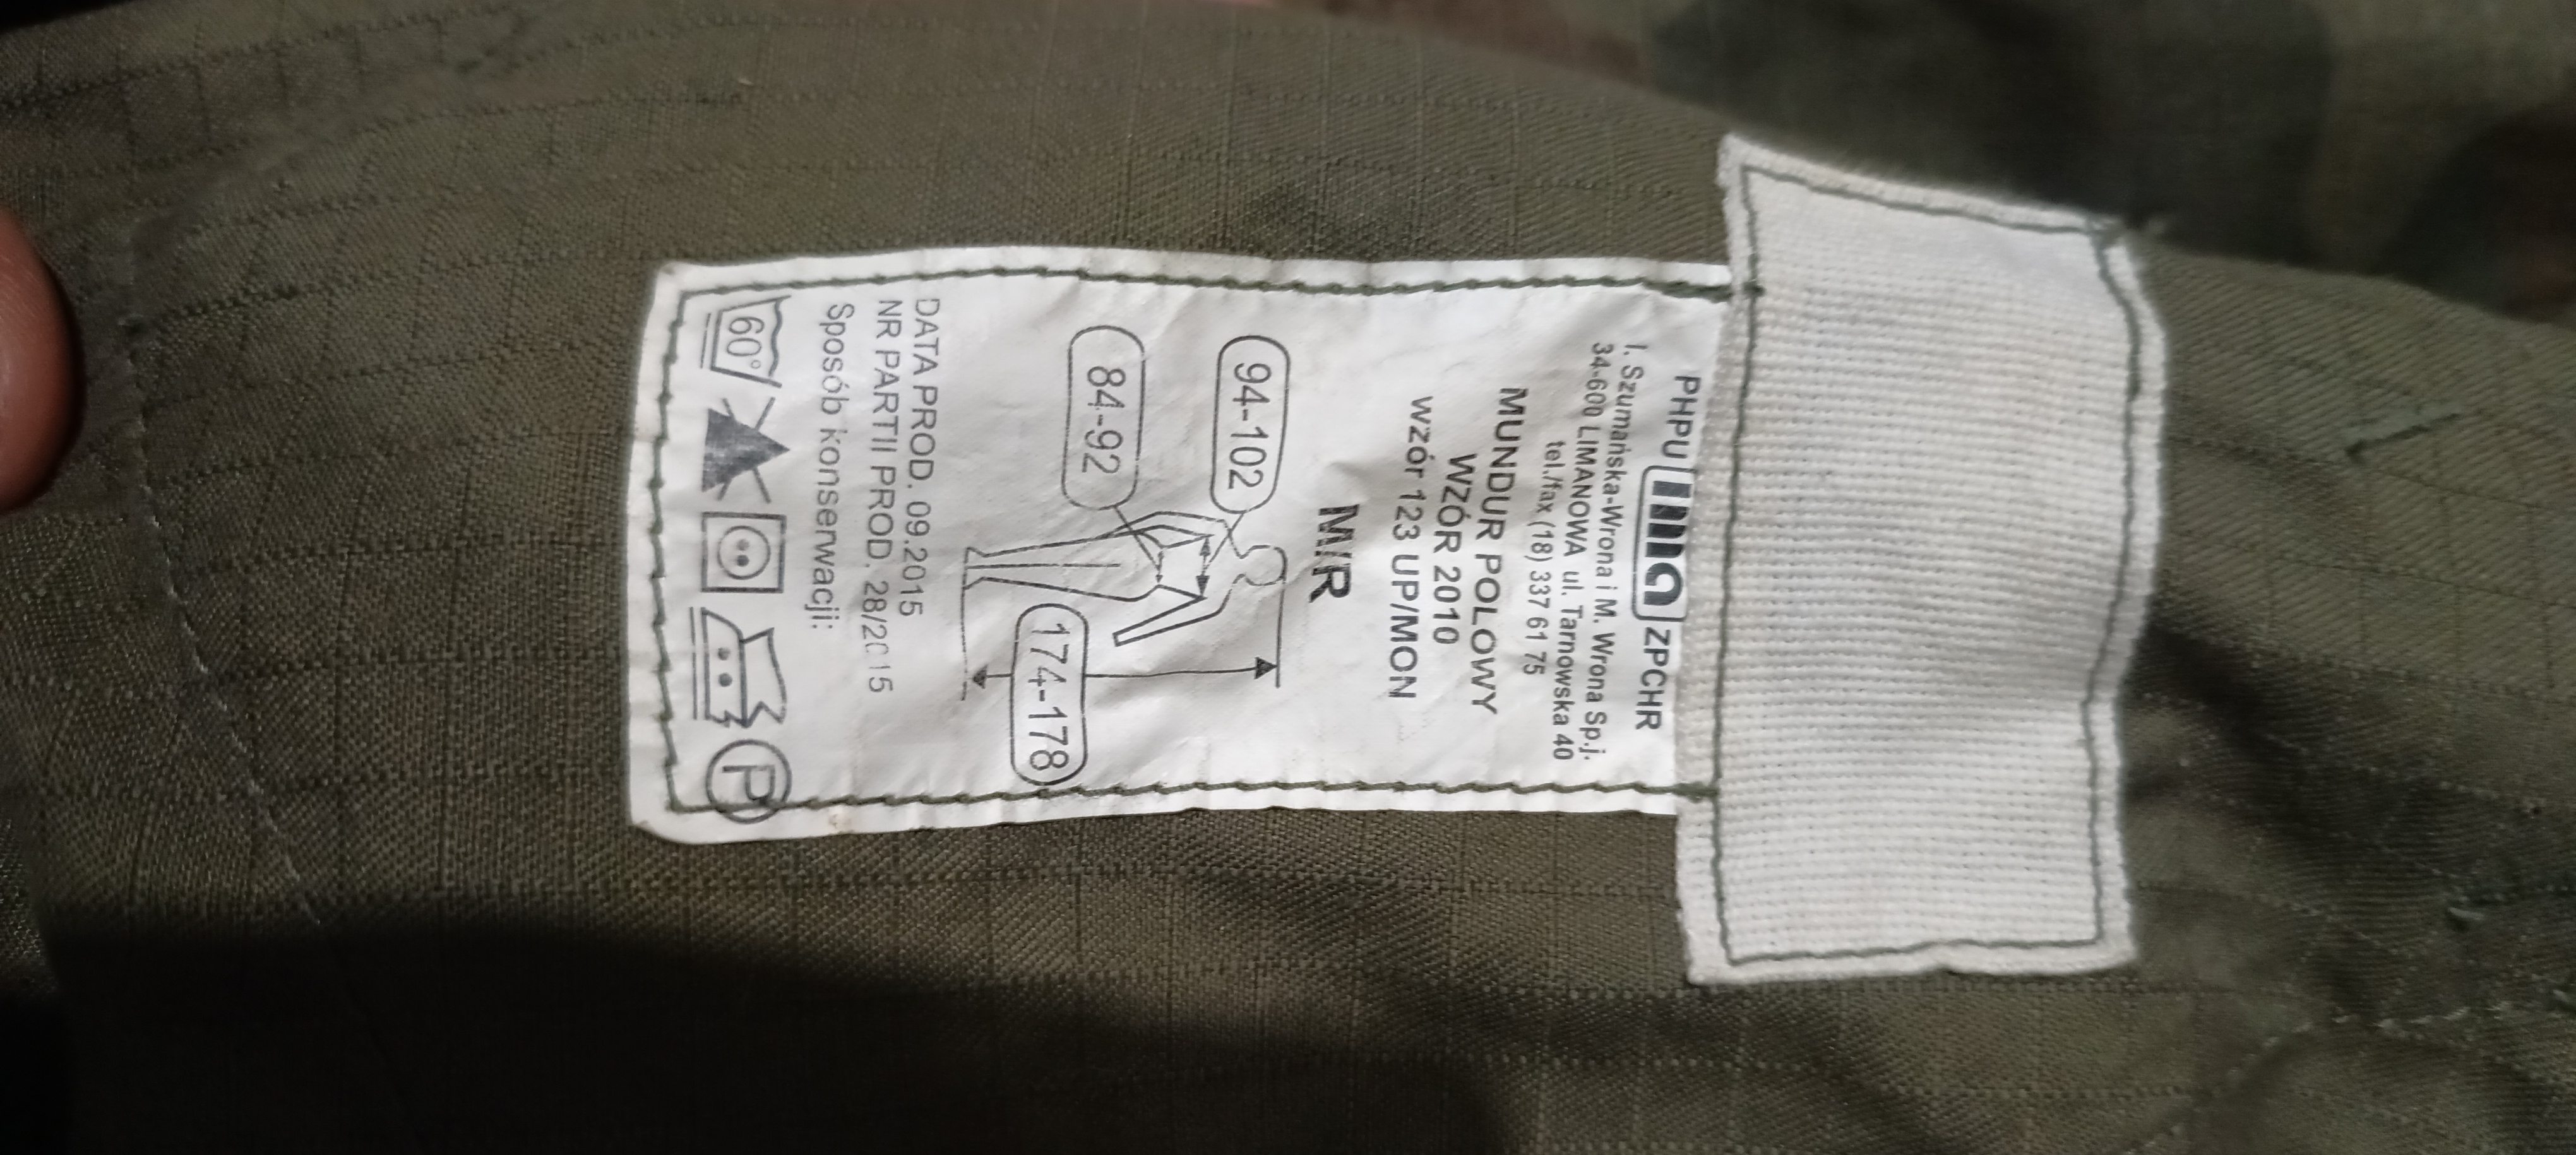 PHPU ima ZPCHR
I. Szumańska-Wrona i M. Wrona Sp.j.
34-600 LIMANOWA ul. Tarnowska 40
tel./fax (18) 337 61 75
MUNDUR POLOWY
WZÓR 2010
wzór 123 UP/MON
M/R
94-102
84-92
174-178
DATA PROD. 09.2015
NR PARTII PROD. 28/2015
Sposób konserwacji:
60°
P